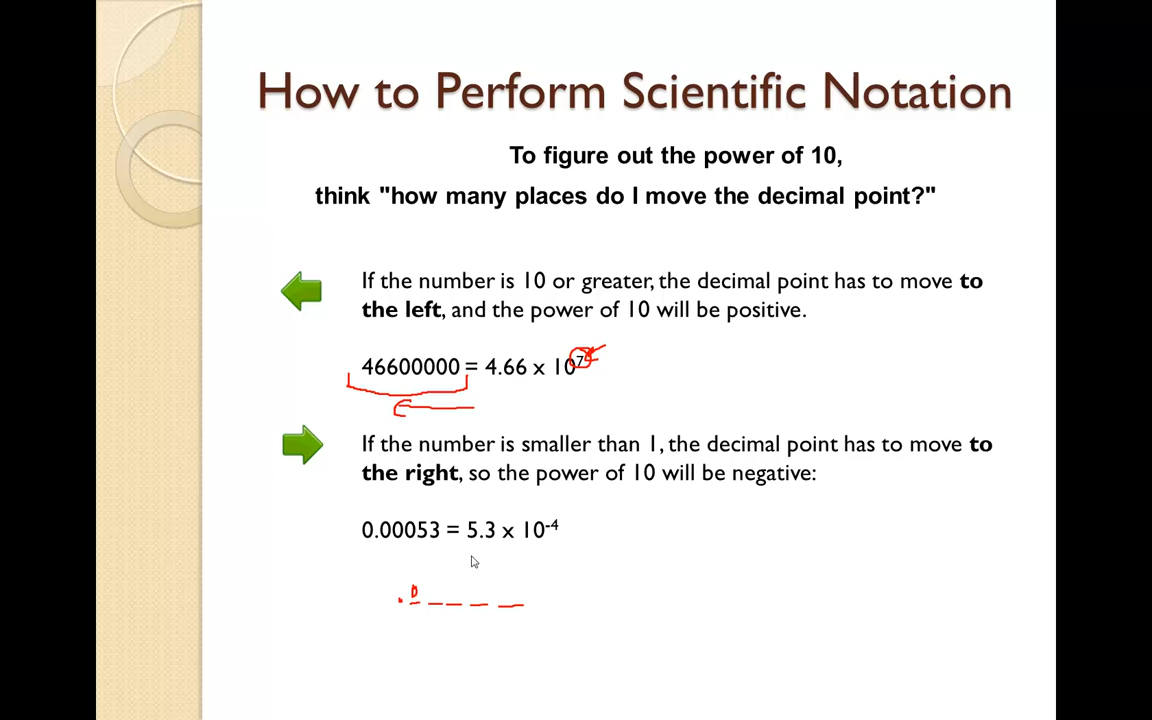 How to Perform Scientific Notation
To figure out the power of 10,
think "how many places do I move the decimal point?"
If the number is 10 or greater, the decimal point has to move to
the left, and the power of 10 will be positive.
46600000 = 4.66 x 10⁷
If the number is smaller than 1, the decimal point has to move to
the right, so the power of 10 will be negative:
0.00053 = 5.3 x 10⁻⁴
. 0 _ _ _ _